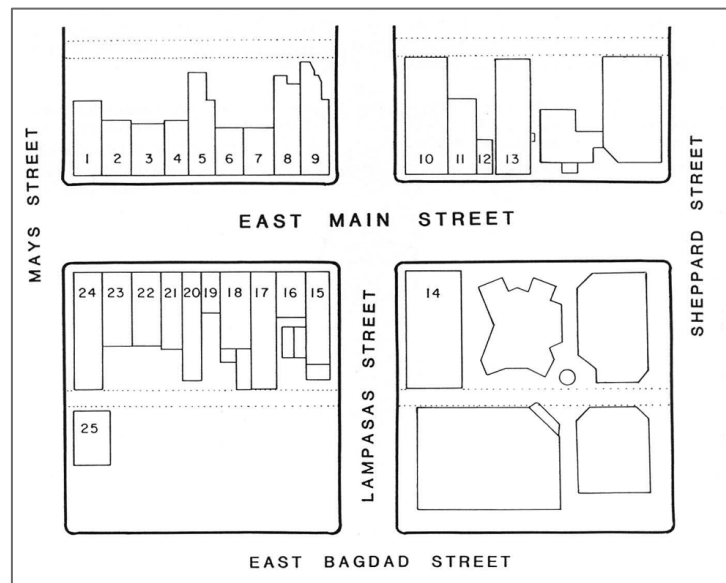 1 2 3 4 5 6 7 8 9
10 11 12 13
MAYS STREET
SHEPPARD STREET
EAST MAIN STREET
24 23 22 21 20 19 18 17 16 15
14
LAMPASAS STREET
25
EAST BAGDAD STREET